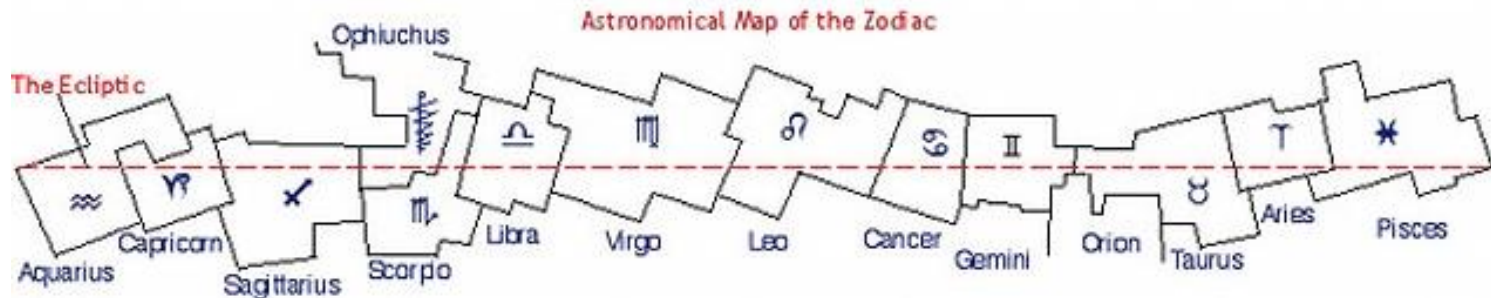 Astronomical Map of the Zodiac
Ophiuchus
The Ecliptic
Aquarius
Capricorn
Sagittarius
Scorpio
Libra
Virgo
Leo
Cancer
Gemini
Orion
Taurus
Aries
Pisces